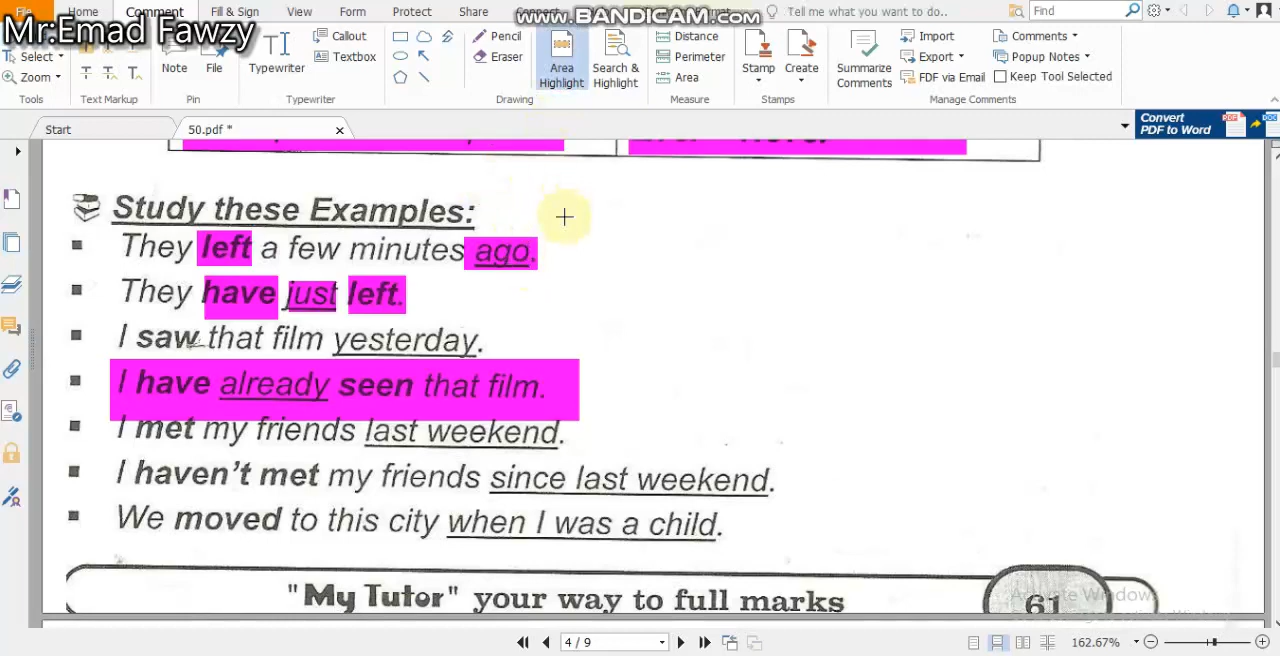 File Home Comment Fill & Sign View Form Protect Share Tell me what you want to do.. Find
www.BANDICAM.com
Mr:Emad Fawzy
Select Zoom
Note File Typewriter Callout Textbox Pencil Eraser Area Highlight Search & Highlight Distance Perimeter Area Stamp Create Summarize Comments Import Export FDF via Email Comments Popup Notes Keep Tool Selected
Tools Text Markup Pin Typewriter Drawing Measure Stamps Manage Comments
Start 50.pdf * Convert PDF to Word
Study these Examples:
They left a few minutes ago.
They have just left.
I saw that film yesterday.
I have already seen that film.
I met my friends last weekend.
I haven't met my friends since last weekend.
We moved to this city when I was a child.
"My Tutor" your way to full marks
61
Activate Windows
4 / 9 162.67%